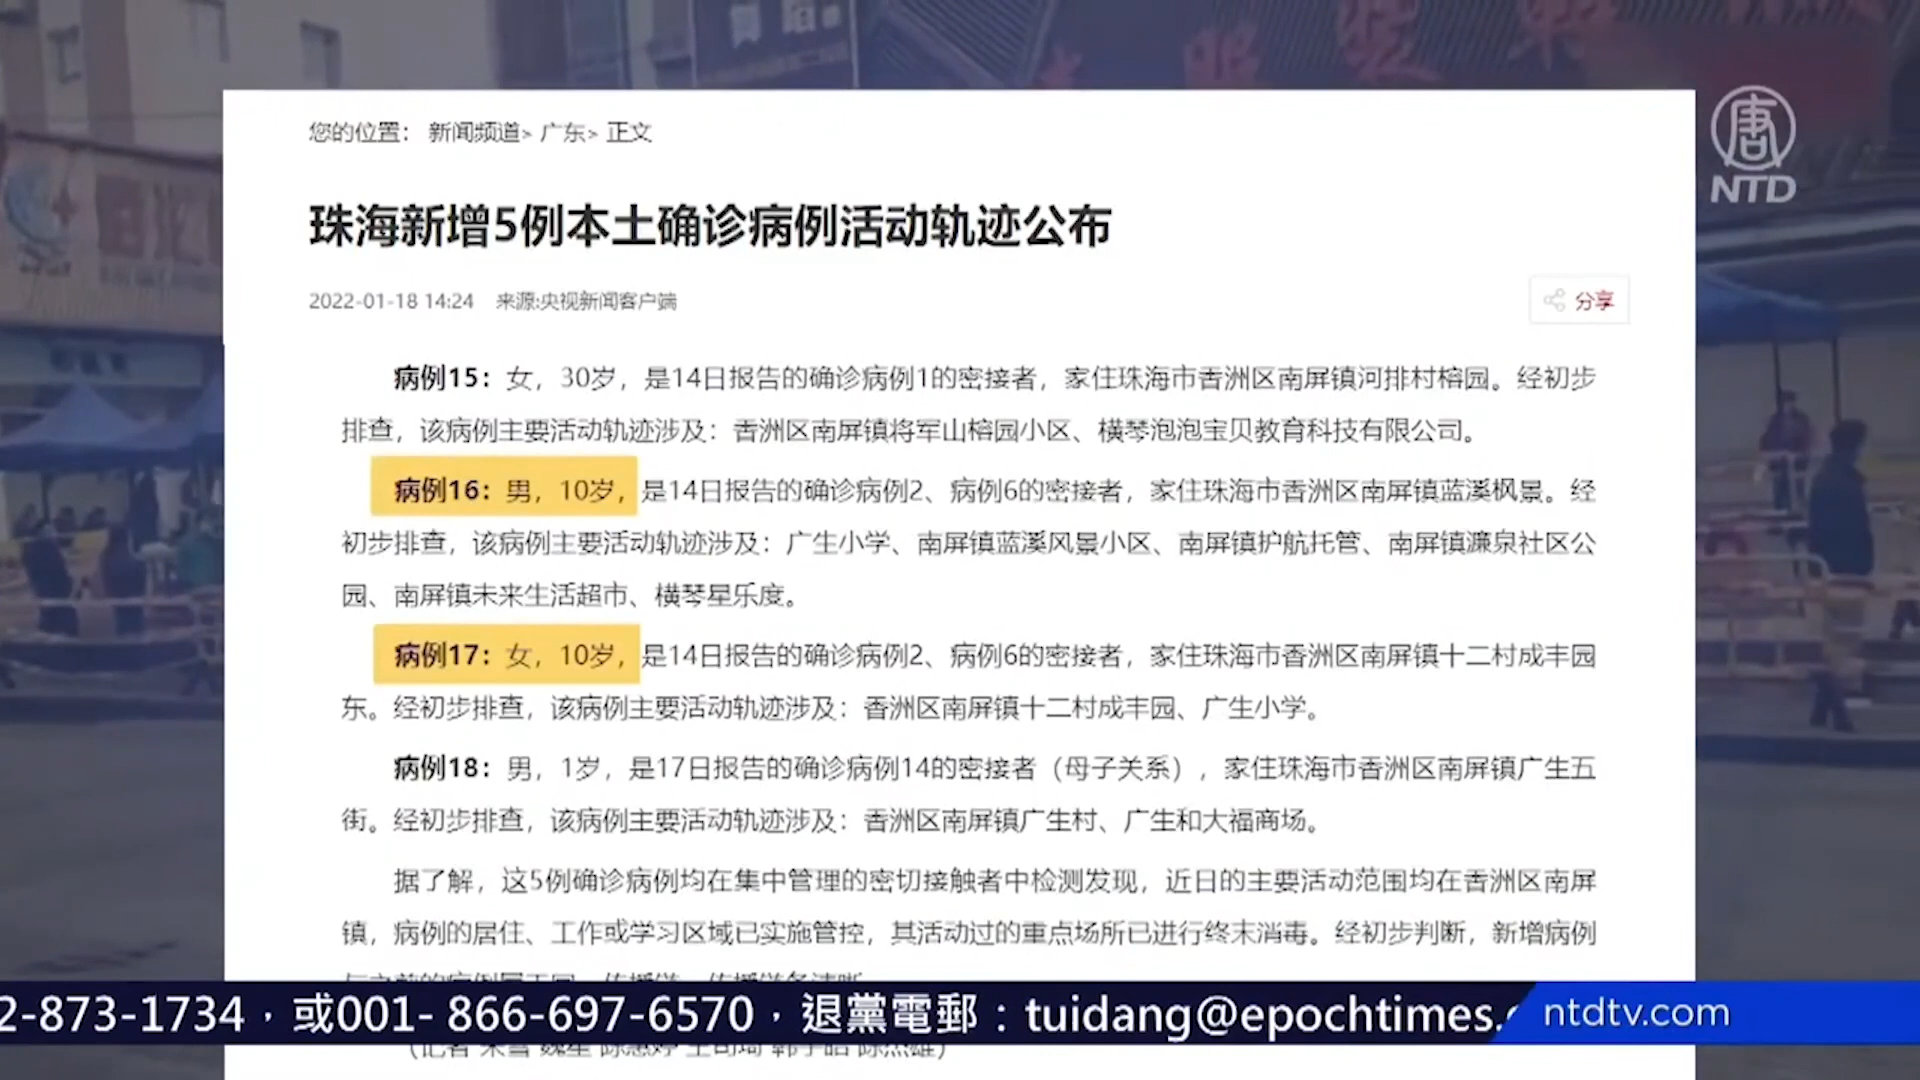 您的位置： 新闻频道> 广东> 正文
唐
NTD
珠海新增5例本土确诊病例活动轨迹公布
2022-01-18 14:24 来源:央视新闻客户端
分享
病例15：女，30岁，是14日报告的确诊病例1的密接者，家住珠海市香洲区南屏镇河排村榕园。经初步
排查，该病例主要活动轨迹涉及：香洲区南屏镇将军山榕园小区、横琴泡泡宝贝教育科技有限公司。
病例16：男，10岁，是14日报告的确诊病例2、病例6的密接者，家住珠海市香洲区南屏镇蓝溪枫景。经
初步排查，该病例主要活动轨迹涉及：广生小学、南屏镇蓝溪风景小区、南屏镇护航托管、南屏镇濂泉社区公
园、南屏镇未来生活超市、横琴星乐度。
病例17：女，10岁，是14日报告的确诊病例2、病例6的密接者，家住珠海市香洲区南屏镇十二村成丰园
东。经初步排查，该病例主要活动轨迹涉及：香洲区南屏镇十二村成丰园、广生小学。
病例18：男，1岁，是17日报告的确诊病例14的密接者（母子关系），家住珠海市香洲区南屏镇广生五
街。经初步排查，该病例主要活动轨迹涉及：香洲区南屏镇广生村、广生和大福商场。
据了解，这5例确诊病例均在集中管理的密切接触者中检测发现，近日的主要活动范围均在香洲区南屏
镇，病例的居住、工作或学习区域已实施管控，其活动过的重点场所已进行终末消毒。经初步判断，新增病例
2-873-1734，或001- 866-697-6570，退黨電郵：tuidang@epochtimes.
ntdtv.com